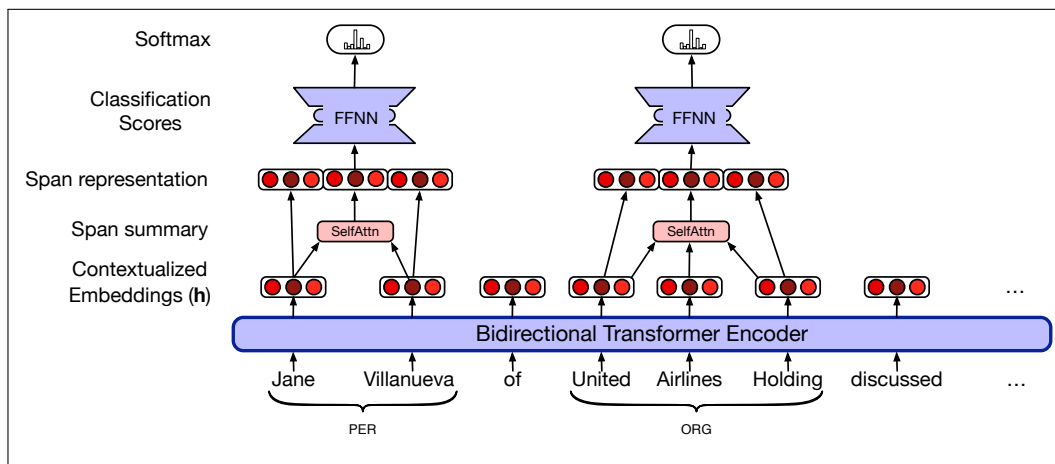 Softmax
Classification
Scores
FFNN FFNN
Span representation
Span summary SelfAttn SelfAttn
Contextualized
Embeddings (h) ...
Bidirectional Transformer Encoder
Jane Villanueva of United Airlines Holding discussed ...
PER ORG